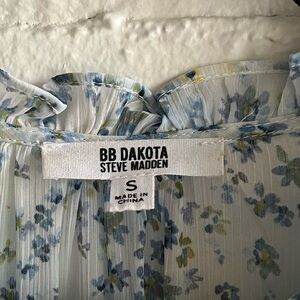 BB DAKOTA
STEVE MADDEN
S
MADE IN
CHINA